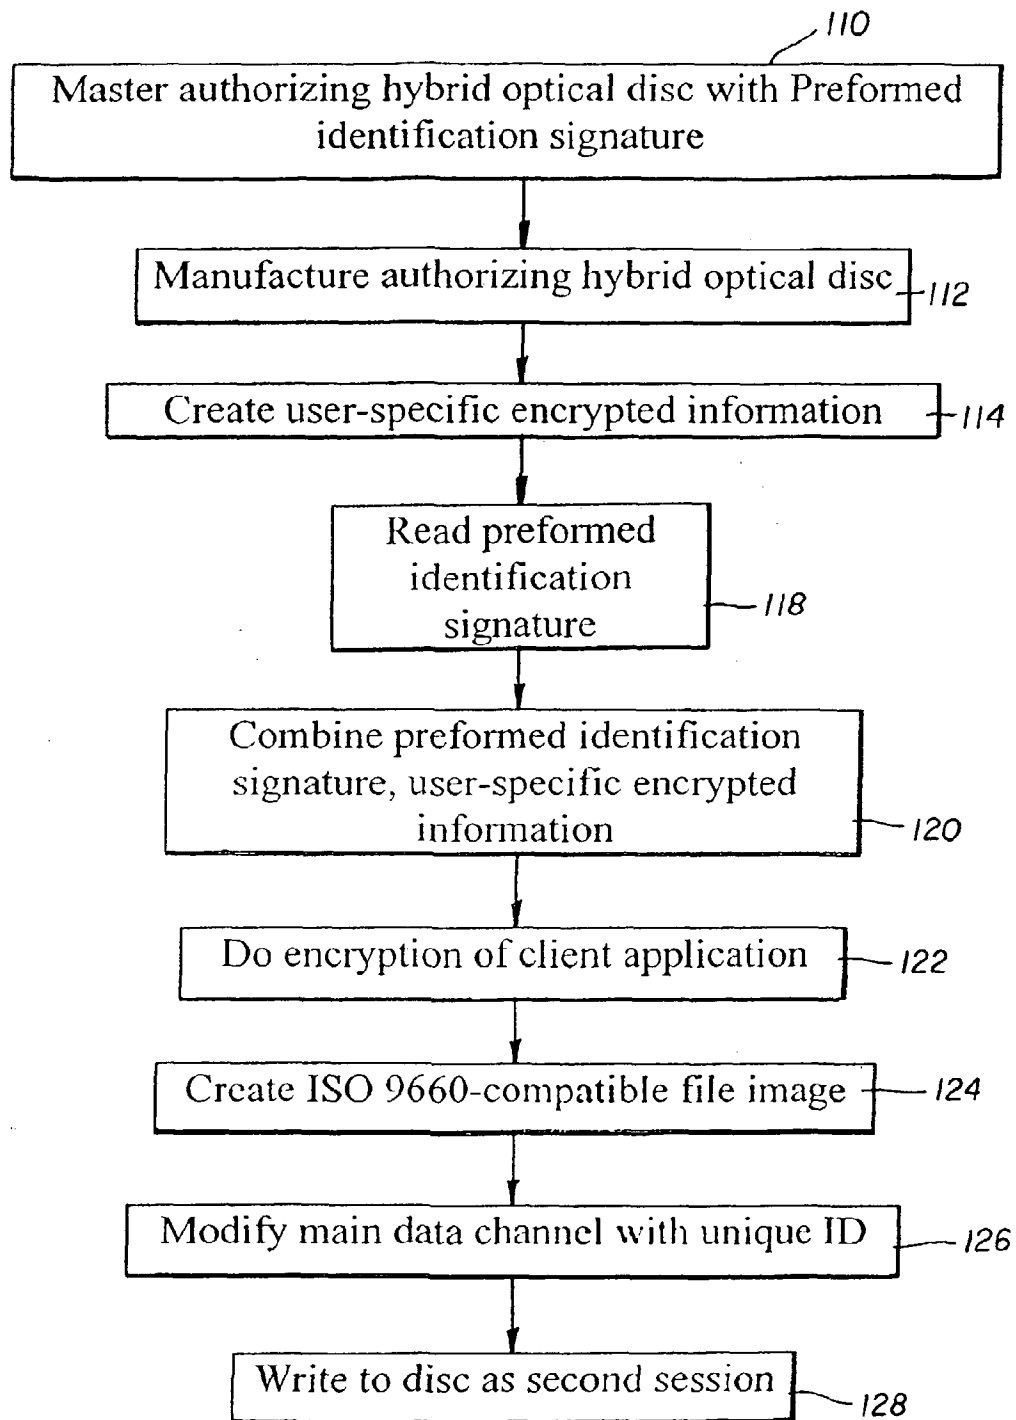 110
Master authorizing hybrid optical disc with Preformed
identification signature
Manufacture authorizing hybrid optical disc
112
Create user-specific encrypted information
114
Read preformed
identification
signature
118
Combine preformed identification
signature, user-specific encrypted
information
120
Do encryption of client application
122
Create ISO 9660-compatible file image
124
Modify main data channel with unique ID
126
Write to disc as second session
128